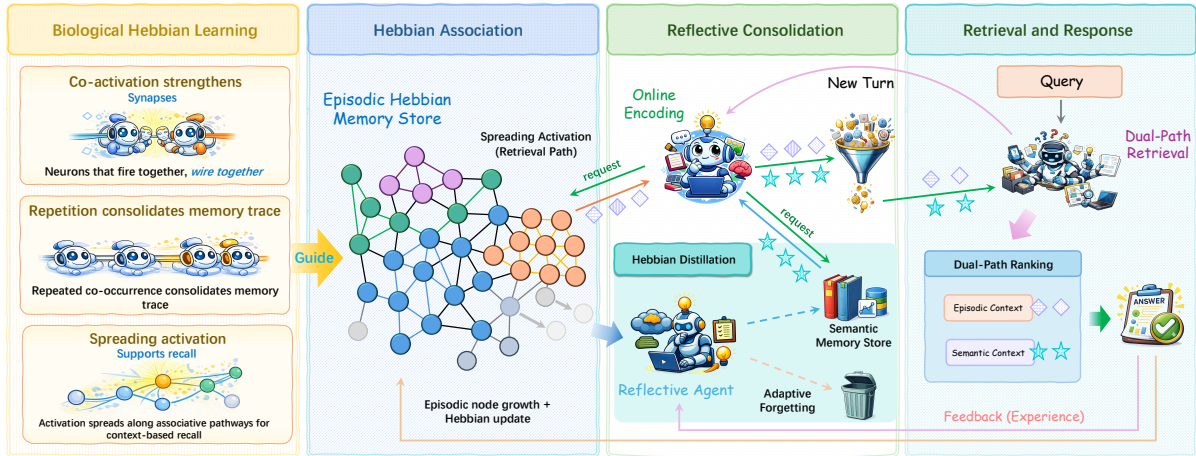 Biological Hebbian Learning
Co-activation strengthens
Synapses
Neurons that fire together, wire together
Repetition consolidates memory trace
Repeated co-occurrence consolidates memory
trace
Spreading activation
Supports recall
Activation spreads along associative pathways for
context-based recall
Guide
Hebbian Association
Episodic Hebbian
Memory Store
Spreading Activation
(Retrieval Path)
request
Episodic node growth +
Hebbian update
Reflective Consolidation
Online
Encoding
New Turn
request
Hebbian Distillation
Semantic
Memory Store
Reflective Agent
Adaptive
Forgetting
Retrieval and Response
Query
Dual-Path
Retrieval
Dual-Path Ranking
Episodic Context
Semantic Context
ANSWER
Feedback (Experience)